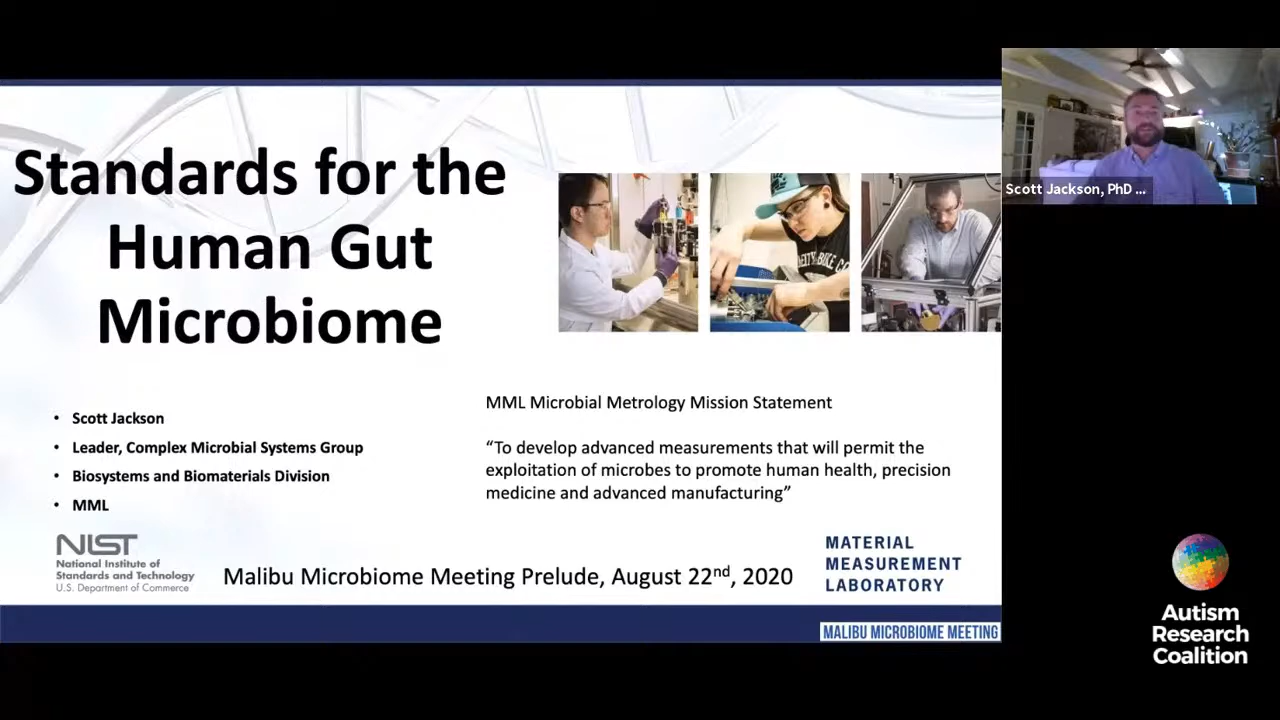 Standards for the
Human Gut
Microbiome
• Scott Jackson
• Leader, Complex Microbial Systems Group
• Biosystems and Biomaterials Division
• MML
MML Microbial Metrology Mission Statement
“To develop advanced measurements that will permit the
exploitation of microbes to promote human health, precision
medicine and advanced manufacturing”
NIST
National Institute of
Standards and Technology
U.S. Department of Commerce
Malibu Microbiome Meeting Prelude, August 22nd, 2020
MATERIAL
MEASUREMENT
LABORATORY
MALIBU MICROBIOME MEETING
Scott Jackson, PhD ...
Autism
Research
Coalition